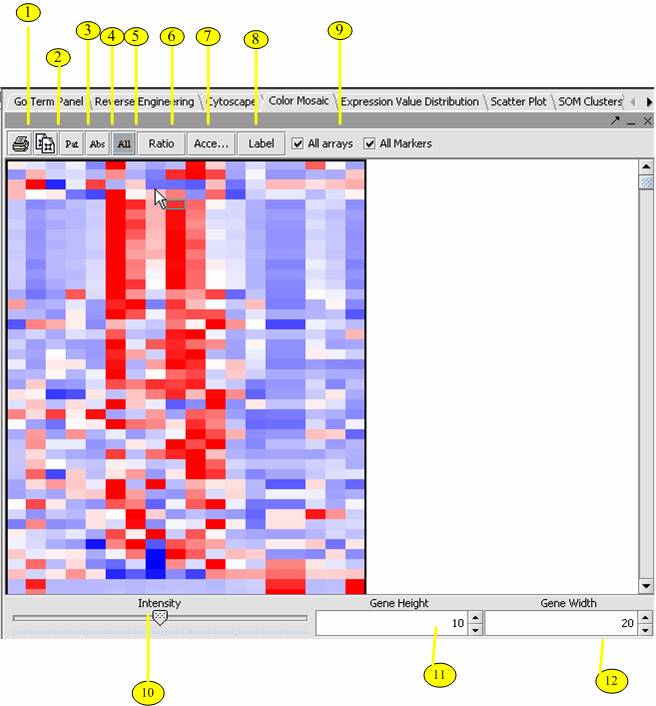 1
2
3
4
5
6
7
8
9
Go Term Panel
Reverse Engineering
Cytoscape
Color Mosaic
Expression Value Distribution
Scatter Plot
SOM Clusters
Pat
Abs
All
Ratio
Acce...
Label
All arrays
All Markers
Intensity
Gene Height
Gene Width
10
20
10
11
12